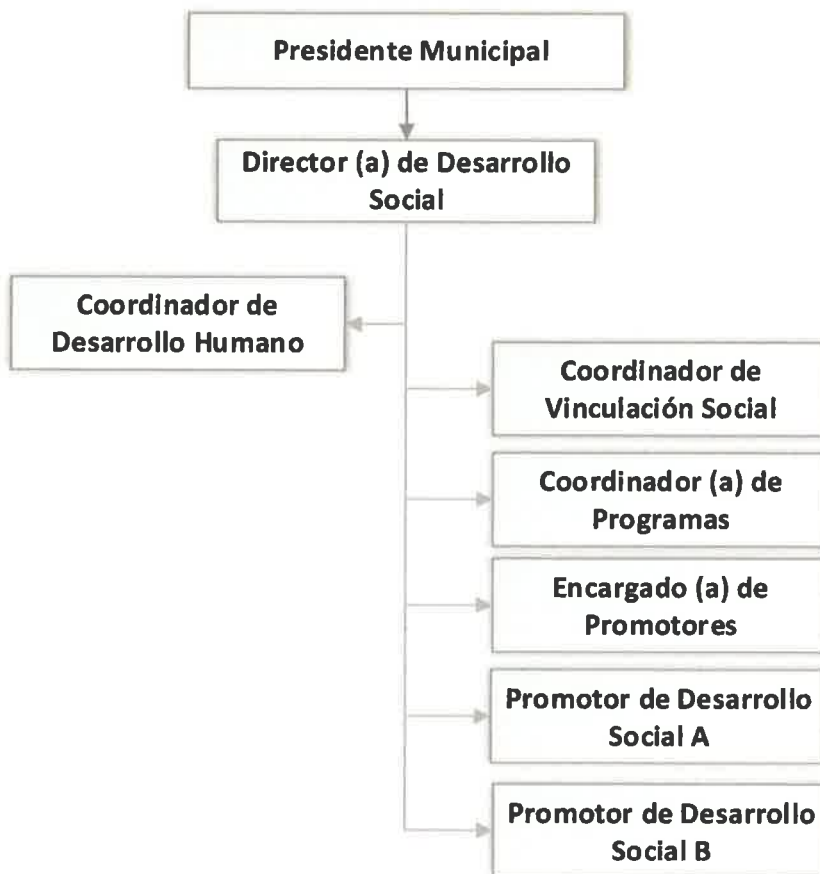 Presidente Municipal
Director (a) de Desarrollo
Social
Coordinador de
Desarrollo Humano
Coordinador de
Vinculación Social
Coordinador (a) de
Programas
Encargado (a) de
Promotores
Promotor de Desarrollo
Social A
Promotor de Desarrollo
Social B